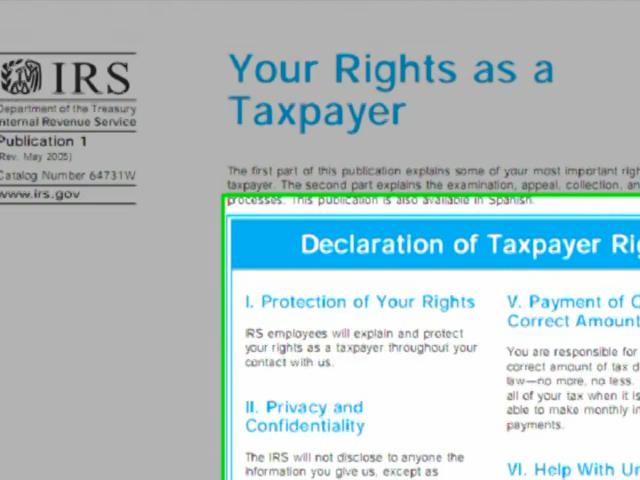 IRS
Department of the Treasury
Internal Revenue Service
Publication 1
(Rev. May 2005)
Catalog Number 64731W
www.irs.gov
Your Rights as a
Taxpayer
The first part of this publication explains some of your most important
taxpayer. The second part explains the examination, appeal, collection,
processes. This publication is also available in Spanish.
Declaration of Taxpayer
I. Protection of Your Rights
IRS employees will explain and protect
your rights as a taxpayer throughout your
contact with us.
II. Privacy and
Confidentiality
The IRS will not disclose to anyone the
information you give us, except as
V. Payment of
Correct Amount
You are responsible for
correct amount of tax
law—no more, no less.
all of your tax when it is
able to make monthly
payments.
VI. Help With